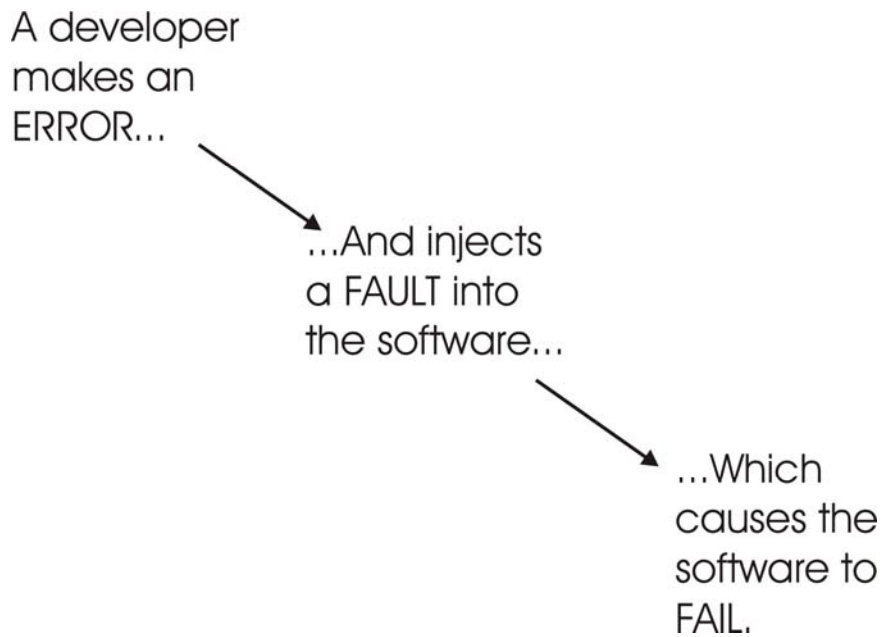 A developer
makes an
ERROR...
...And injects
a FAULT into
the software...
...Which
causes the
software to
FAIL.